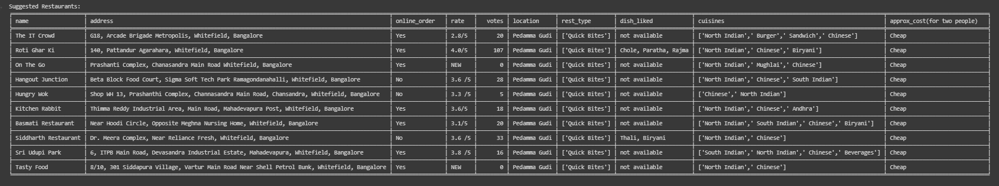 Suggested Restaurants:
name address online_order rate votes location rest_type dish_liked cuisines approx_cost(for two people)
The IT Crowd G18, Arcade Brigade Metropolis, Whitefield, Bangalore Yes 2.8/5 20 Pedamma Gudi ['Quick Bites'] not available ['North Indian',' Burger',' Sandwich',' Chinese'] Cheap
Roti Ghar Ki 140, Pattandur Agarahara, Whitefield, Bangalore Yes 4.0/5 107 Pedamma Gudi ['Quick Bites'] Chole, Paratha, Rajma ['North Indian',' Chinese',' Biryani'] Cheap
On The Go Prashanti Complex, Chanasandra Main Road Whitefield, Bangalore Yes NEW 0 Pedamma Gudi ['Quick Bites'] not available ['North Indian',' Mughlai',' Chinese'] Cheap
Hangout Junction Beta Block Food Court, Sigma Soft Tech Park Ramagondanahalli, Whitefield, Bangalore No 3.6 /5 28 Pedamma Gudi ['Quick Bites'] not available ['North Indian',' Chinese',' South Indian'] Cheap
Hungry Wok Shop WH 13, Prashanthi Complex, Channasandra Main Road, Chansandra, Whitefield, Bangalore No 3.3 /5 5 Pedamma Gudi ['Quick Bites'] not available ['Chinese',' North Indian'] Cheap
Kitchen Rabbit Thimma Reddy Industrial Area, Main Road, Mahadevapura Post, Whitefield, Bangalore Yes 3.6/5 18 Pedamma Gudi ['Quick Bites'] not available ['North Indian',' Chinese',' Andhra'] Cheap
Basmati Restaurant Near Hoodi Circle, Opposite Meghna Nursing Home, Whitefield, Bangalore Yes 3.1/5 20 Pedamma Gudi ['Quick Bites'] not available ['North Indian',' South Indian',' Chinese',' Biryani'] Cheap
Siddharth Restaurant Dr. Meera Complex, Near Reliance Fresh, Whitefield, Bangalore No 3.6 /5 33 Pedamma Gudi ['Quick Bites'] Thali, Biryani ['North Indian',' Chinese'] Cheap
Sri Udupi Park 6, ITPB Main Road, Devasandra Industrial Estate, Mahadevapura, Whitefield, Bangalore Yes 3.8 /5 16 Pedamma Gudi ['Quick Bites'] not available ['South Indian',' North Indian',' Chinese',' Beverages'] Cheap
Tasty Food 8/10, 301 Siddapura Village, Vartur Main Road Near Shell Petrol Bunk, Whitefield, Bangalore Yes NEW 0 Pedamma Gudi ['Quick Bites'] not available ['North Indian',' Chinese'] Cheap